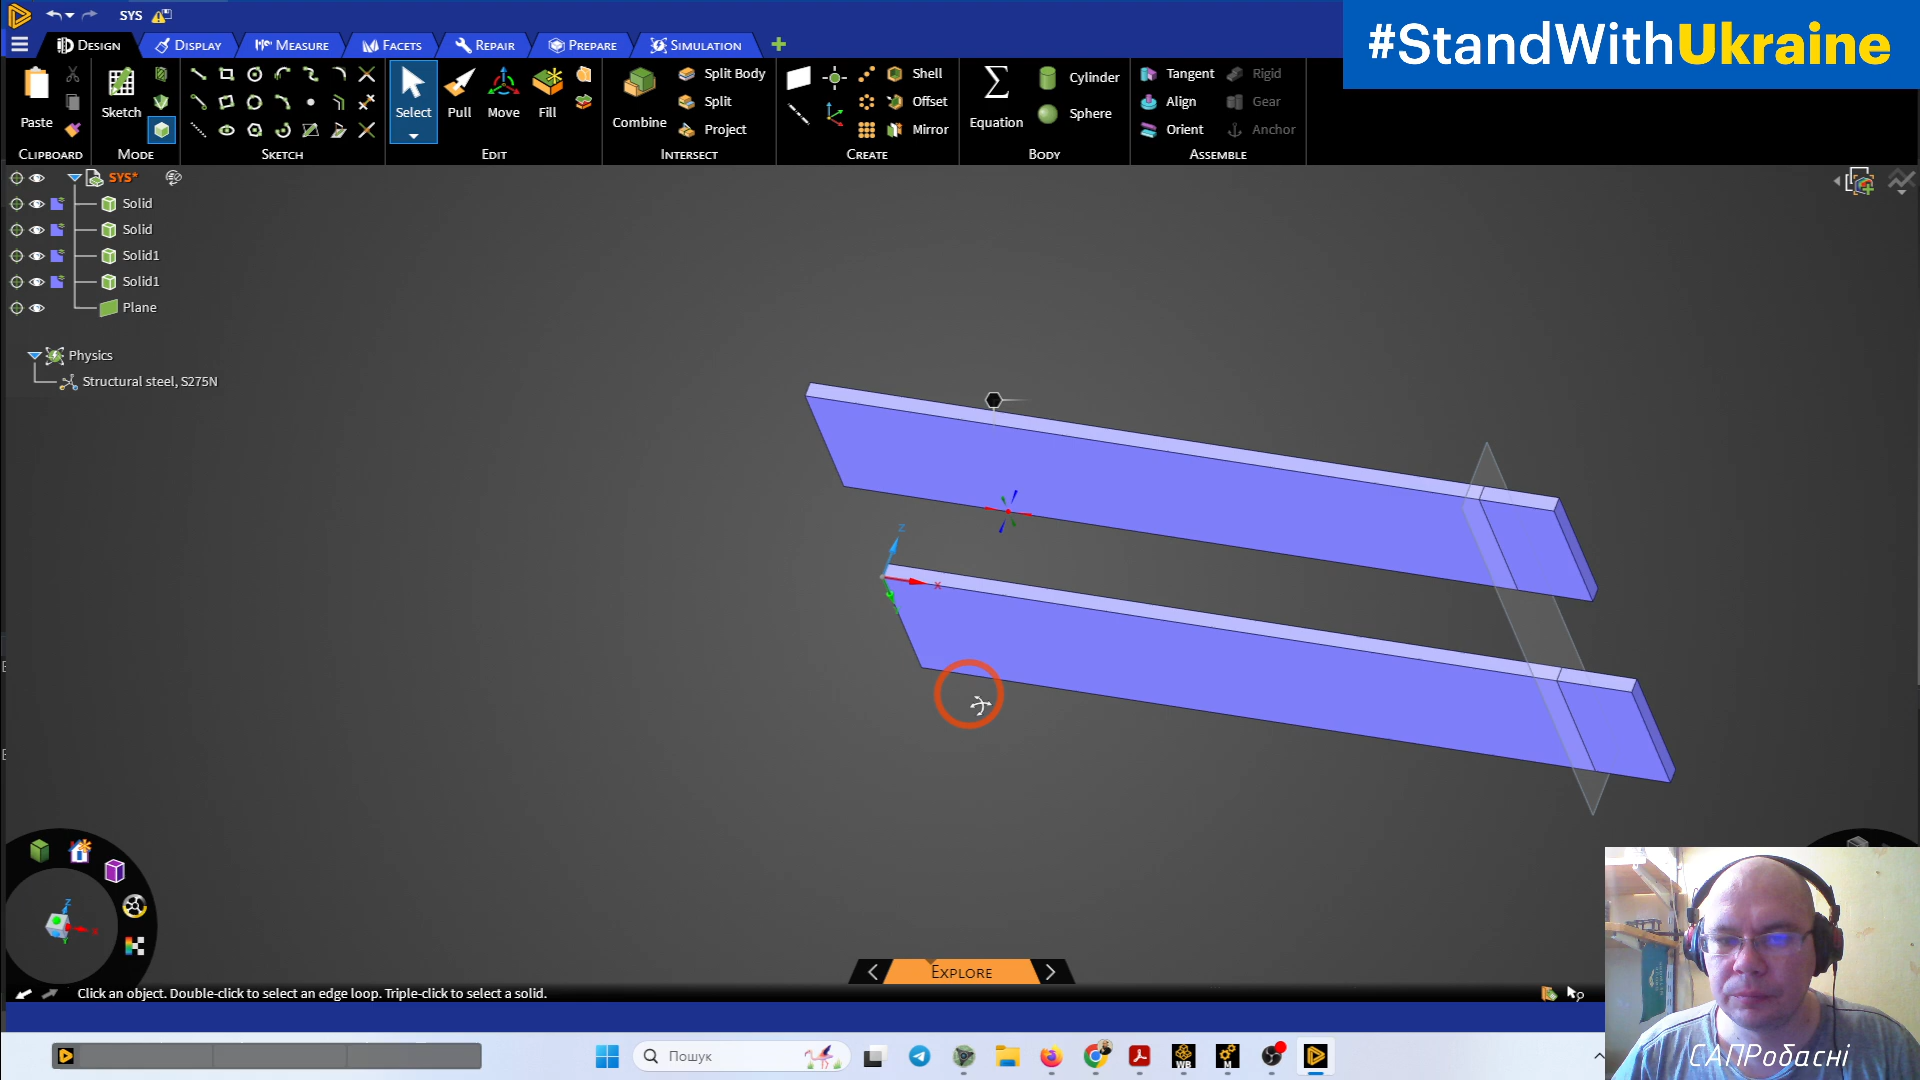 SYS
#StandWithUkraine
Design
Display
Measure
Facets
Repair
Prepare
Simulation
Paste
Sketch
Select
Pull
Move
Fill
Combine
Split Body
Split
Project
Shell
Offset
Mirror
Equation
Cylinder
Sphere
Tangent
Align
Orient
Rigid
Gear
Anchor
Clipboard
Mode
Sketch
Edit
Intersect
Create
Body
Assemble
SYS*
Solid
Solid
Solid1
Solid1
Plane
Physics
Structural steel, S275N
Z
X
Z
X
Explore
Click an object. Double-click to select an edge loop. Triple-click to select a solid.
Пошук
WB
M
САПРобасні